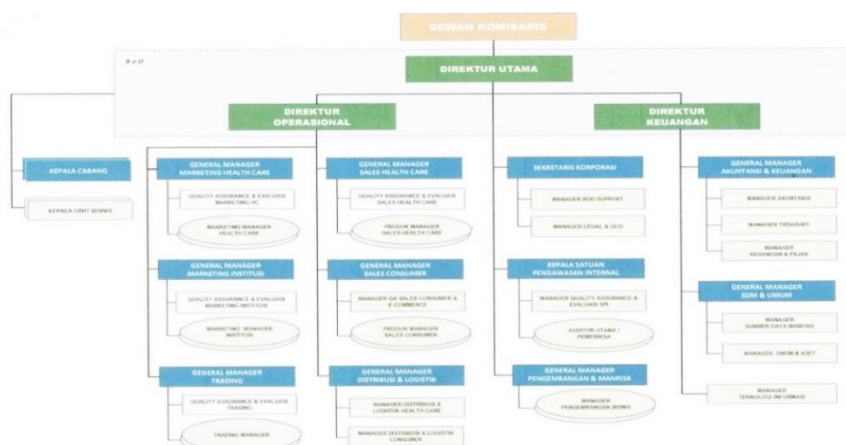 DEWAN KOMISARIS
B o D
DIREKTUR UTAMA
DIREKTUR
OPERASIONAL
DIREKTUR
KEUANGAN
KEPALA CABANG
KEPALA UNIT BISNIS
GENERAL MANAGER
MARKETING HEALTH CARE
QUALITY ASSURANCE & EVALUASI
MARKETING HC
MARKETING MANAGER
HEALTH CARE
GENERAL MANAGER
MARKETING INSTITUSI
QUALITY ASSURANCE & EVALUASI
MARKETING INSTITUSI
MARKETING MANAGER
INSTITUSI
GENERAL MANAGER
TRADING
QUALITY ASSURANCE & EVALUASI
TRADING
TRADING MANAGER
GENERAL MANAGER
SALES HEALTH CARE
QUALITY ASSURANCE & EVALUASI
SALES HEALTH CARE
PRODUK MANAGER
SALES HEALTH CARE
GENERAL MANAGER
SALES CONSUMER
MANAGER QA SALES CONSUMER &
E-COMMERCE
PRODUK MANAGER
SALES CONSUMER
GENERAL MANAGER
DISTRIBUSI & LOGISTIK
MANAGER DISTRIBUSI &
LOGISTIK HEALTH CARE
MANAGER DISTRIBUSI & LOGISTIK
CONSUMER
SEKRETARIS KORPORASI
MANAGER BOD SUPPORT
MANAGER LEGAL & GCG
KEPALA SATUAN
PENGAWASAN INTERNAL
MANAGER QUALITY ASSURANCE &
EVALUASI SPI
AUDITOR UTAMA /
PEMERIKSA
GENERAL MANAGER
PENGEMBANGAN & MANRISK
MANAGER
PENGEMBANGAN BISNIS
GENERAL MANAGER
AKUNTANSI & KEUANGAN
MANAGER AKUNTANSI
MANAGER TREASURY
MANAGER
KEUANGAN & PAJAK
GENERAL MANAGER
SDM & UMUM
MANAGER
SUMBER DAYA MANUSIA
MANAGER UMUM & ASET
MANAGER
TEKNOLOGI INFORMASI